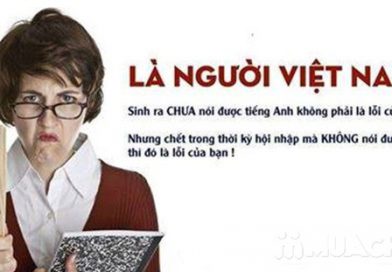 LÀ NGƯỜI VIỆT NA
Sinh ra CHƯA nói được tiếng Anh không phải là lỗi
Nhưng chết trong thời kỳ hội nhập mà KHÔNG nói
thì đó là lỗi của bạn !
MUAC